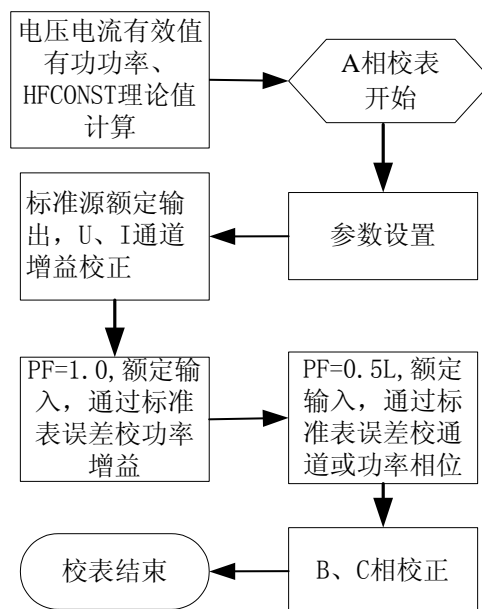 电压电流有效值
有功功率、
HFCONST理论值
计算
A相校表
开始
参数设置
标准源额定输
出，U、I通道
增益校正
PF=1.0,额定输
入，通过标准
表误差校功率
增益
PF=0.5L,额定
输入，通过标
准表误差校通
道或功率相位
B、C相校正
校表结束